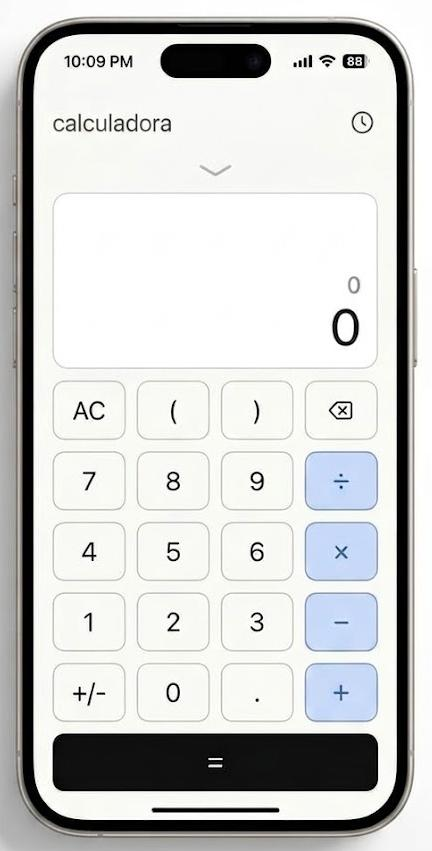 10:09 PM 88
calculadora
0
0
AC ( )
7 8 9 ÷
4 5 6 ×
1 2 3 −
+/- 0 . +
=